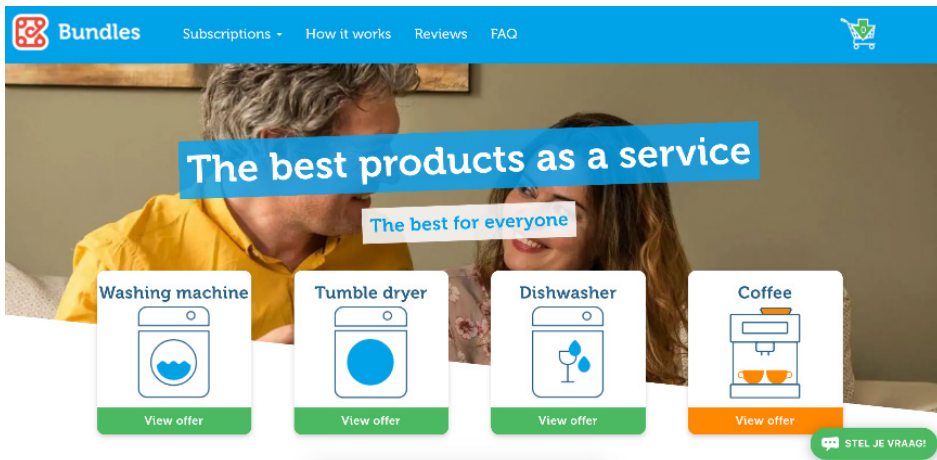 Bundles
Subscriptions
How it works
Reviews
FAQ
0
The best products as a service
The best for everyone
Washing machine
Tumble dryer
Dishwasher
Coffee
View offer
View offer
View offer
View offer
STEL JE VRAAG!